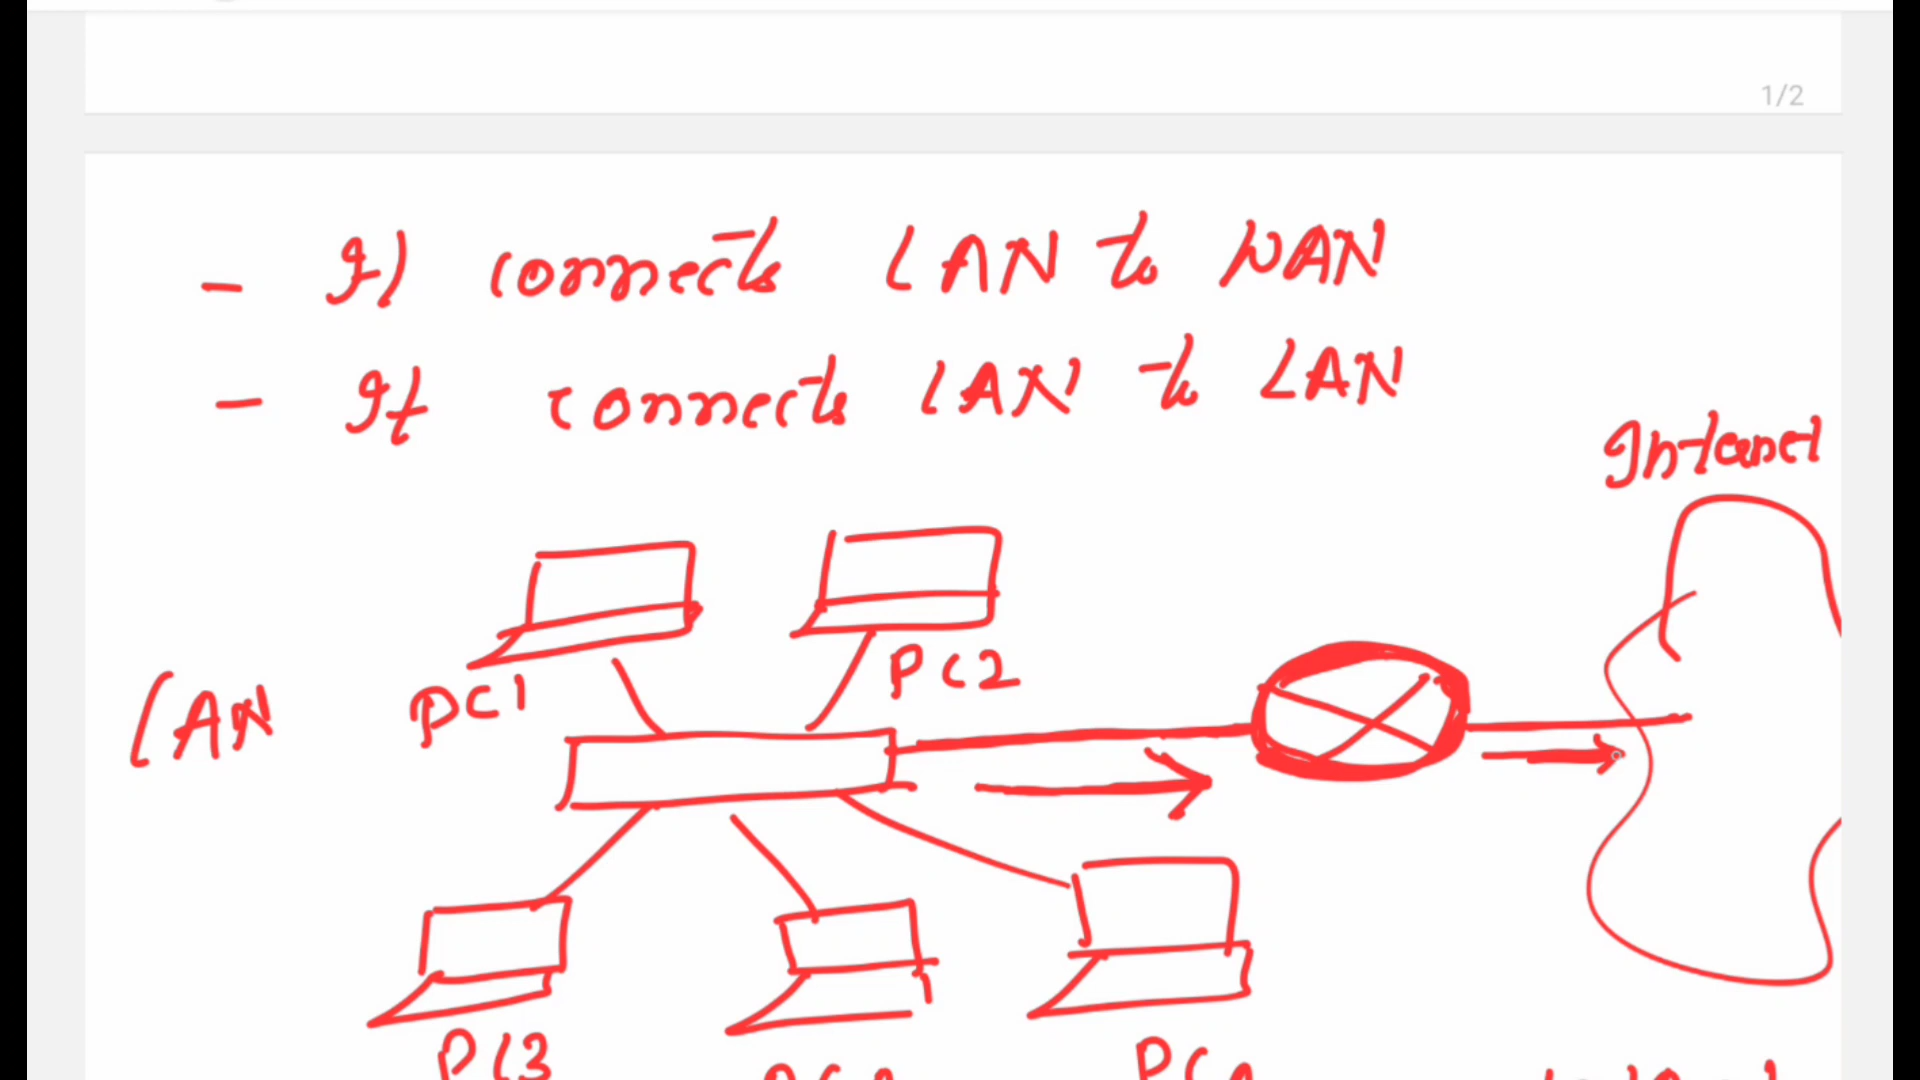 1/2
- It connects LAN to WAN
- It connects LAN to LAN
Internet
PC2
LAN PC1
PC3